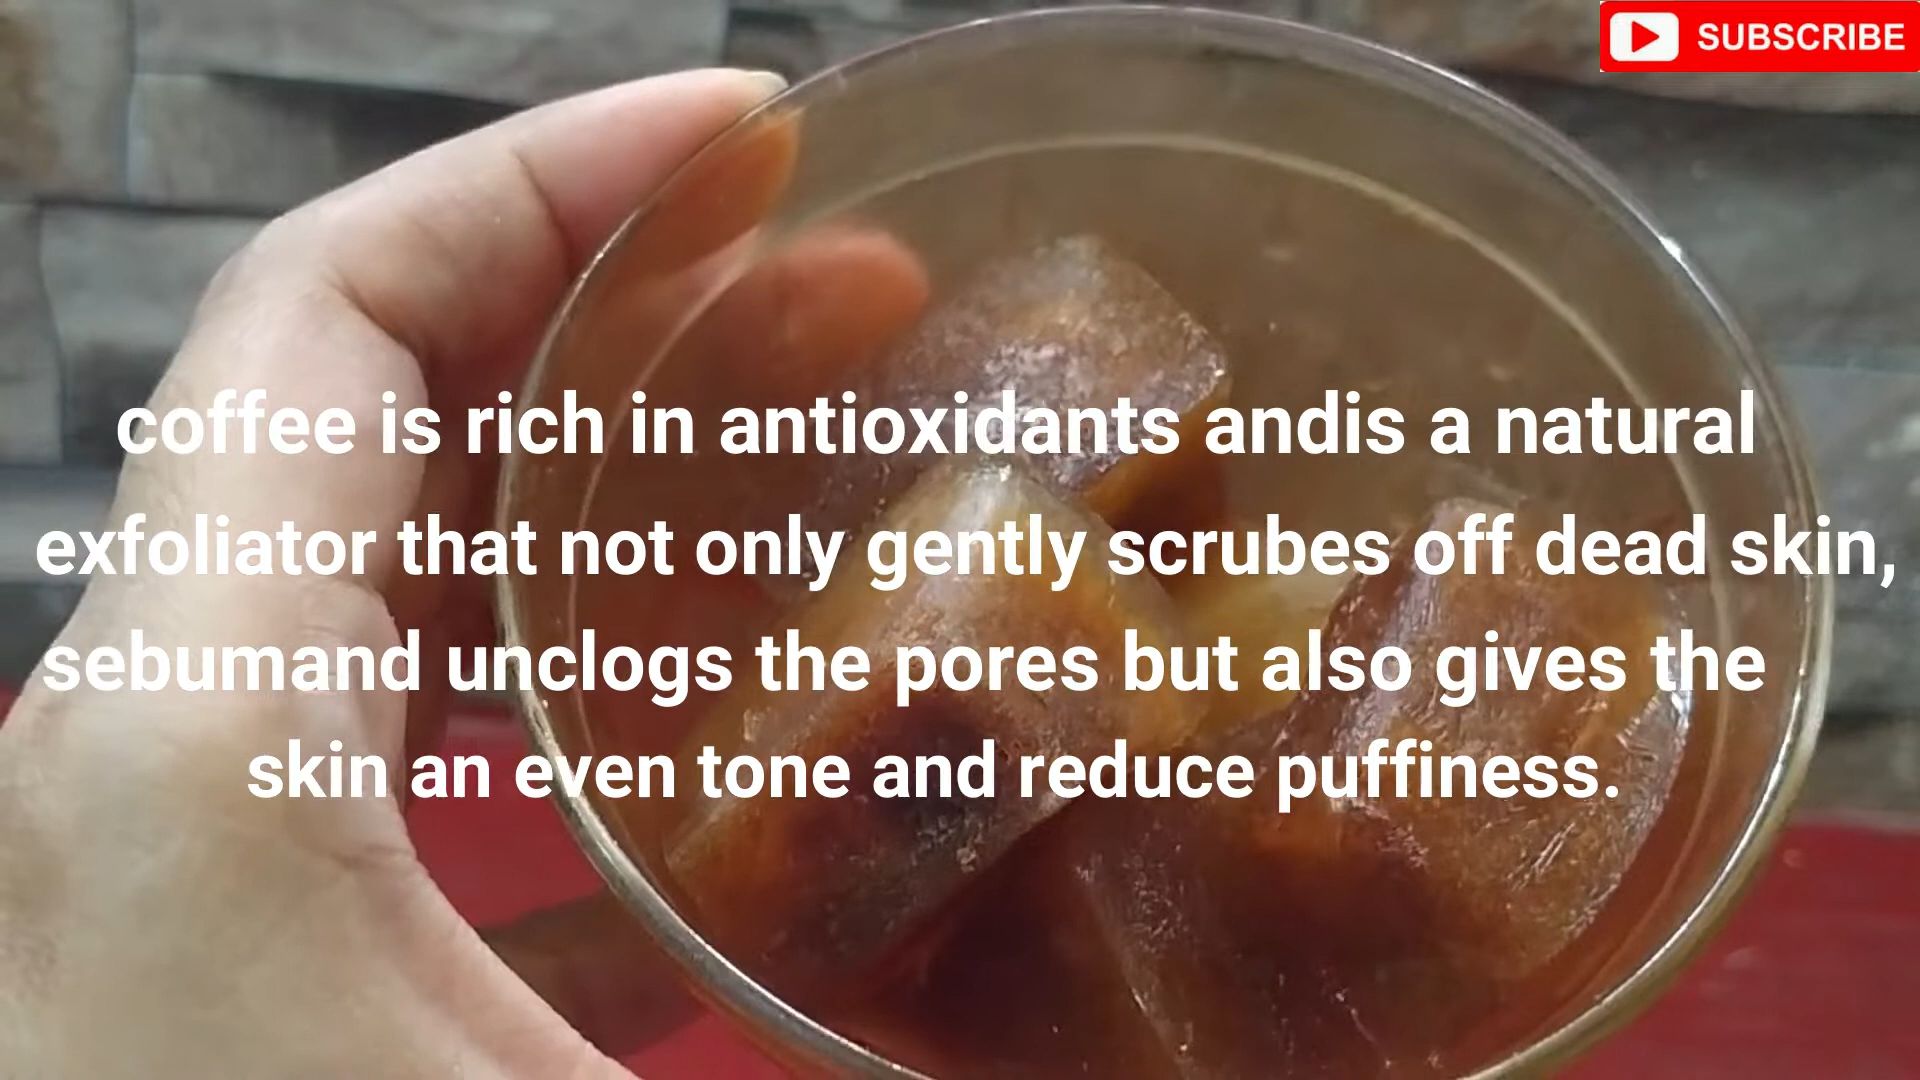 SUBSCRIBE
coffee is rich in antioxidants andis a natural
exfoliator that not only gently scrubes off dead skin,
sebumand unclogs the pores but also gives the
skin an even tone and reduce puffiness.